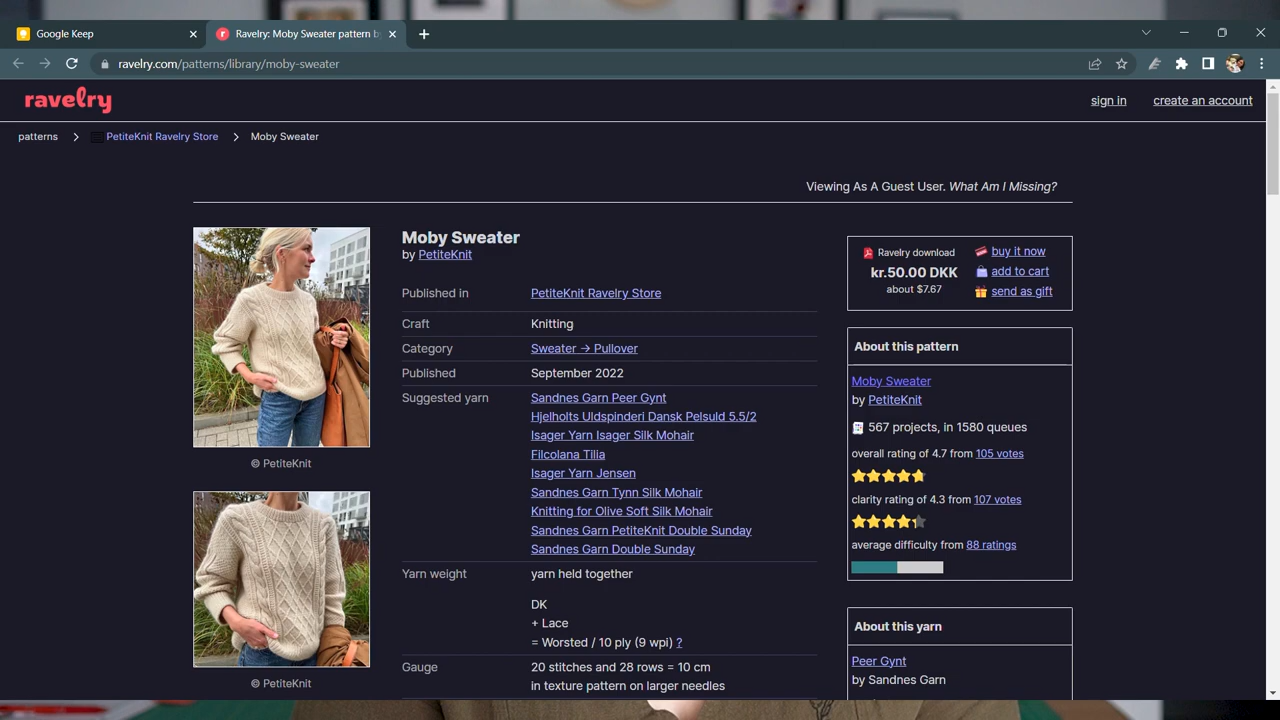 Google Keep
Ravelry: Moby Sweater pattern by
ravelry.com/patterns/library/moby-sweater
ravelry
sign in
create an account
patterns
PetiteKnit Ravelry Store
Moby Sweater
Viewing As A Guest User. What Am I Missing?
Moby Sweater
by PetiteKnit
Published in PetiteKnit Ravelry Store
Craft Knitting
Category Sweater → Pullover
Published September 2022
Suggested yarn Sandnes Garn Peer Gynt
Hjelholts Uldspinderi Dansk Pelsuld 5.5/2
Isager Yarn Isager Silk Mohair
Filcolana Tilia
Isager Yarn Jensen
Sandnes Garn Tynn Silk Mohair
Knitting for Olive Soft Silk Mohair
Sandnes Garn PetiteKnit Double Sunday
Sandnes Garn Double Sunday
Yarn weight yarn held together
DK
+ Lace
= Worsted / 10 ply (9 wpi) ?
Gauge 20 stitches and 28 rows = 10 cm
in texture pattern on larger needles
© PetiteKnit
© PetiteKnit
Ravelry download
kr.50.00 DKK
about $7.67
buy it now
add to cart
send as gift
About this pattern
Moby Sweater
by PetiteKnit
567 projects, in 1580 queues
overall rating of 4.7 from 105 votes
clarity rating of 4.3 from 107 votes
average difficulty from 88 ratings
About this yarn
Peer Gynt
by Sandnes Garn